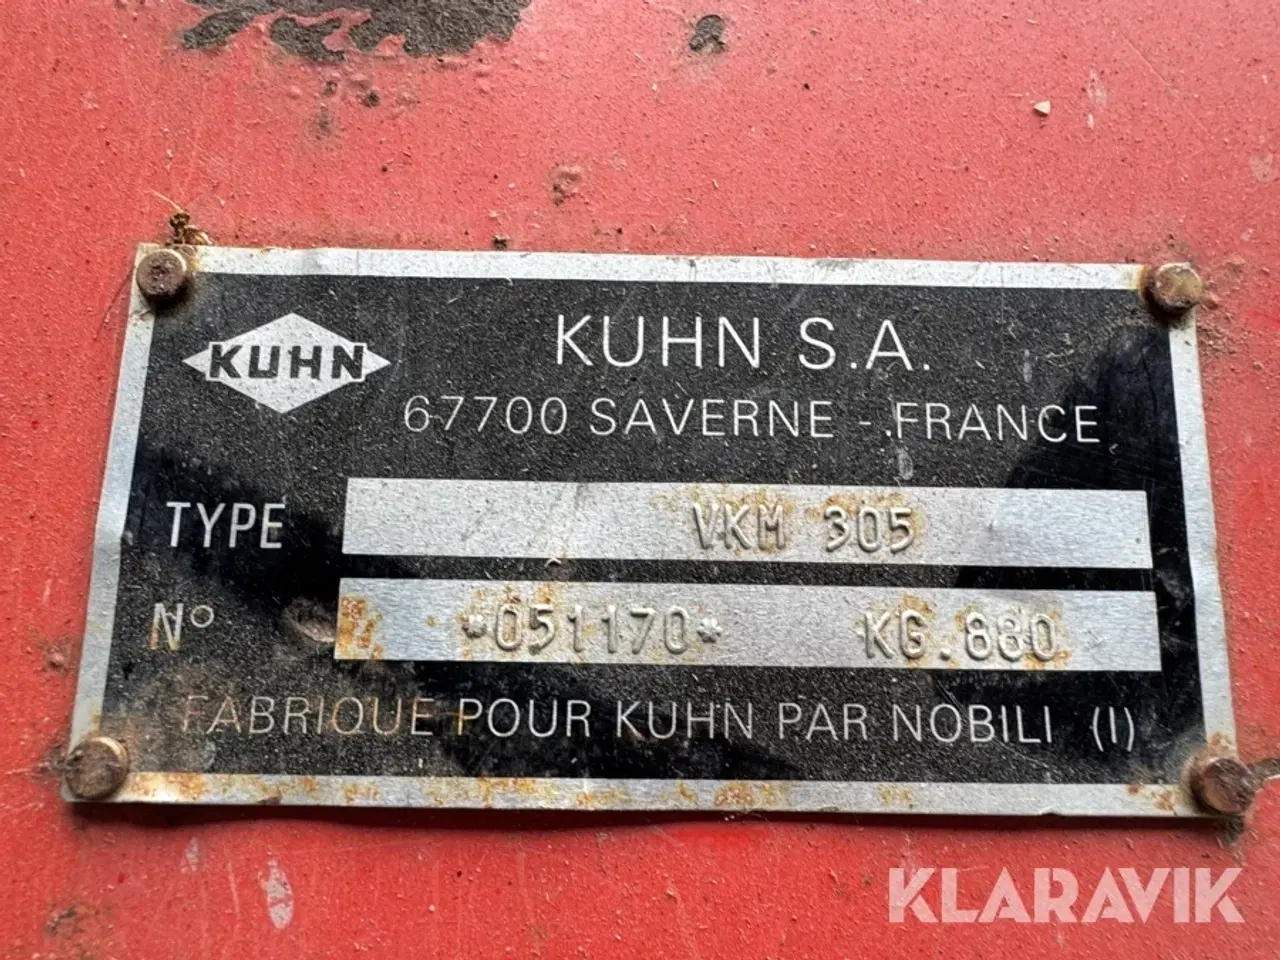 KUHN
KUHN S.A.
67700 SAVERNE - FRANCE
TYPE VKM 305
N° *051170* KG.880
FABRIQUE POUR KUHN PAR NOBILI (I)
KLARAVIK